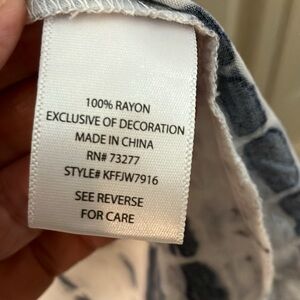 100% RAYON
EXCLUSIVE OF DECORATION
MADE IN CHINA
RN# 73277
STYLE# KFFJW7916
SEE REVERSE
FOR CARE